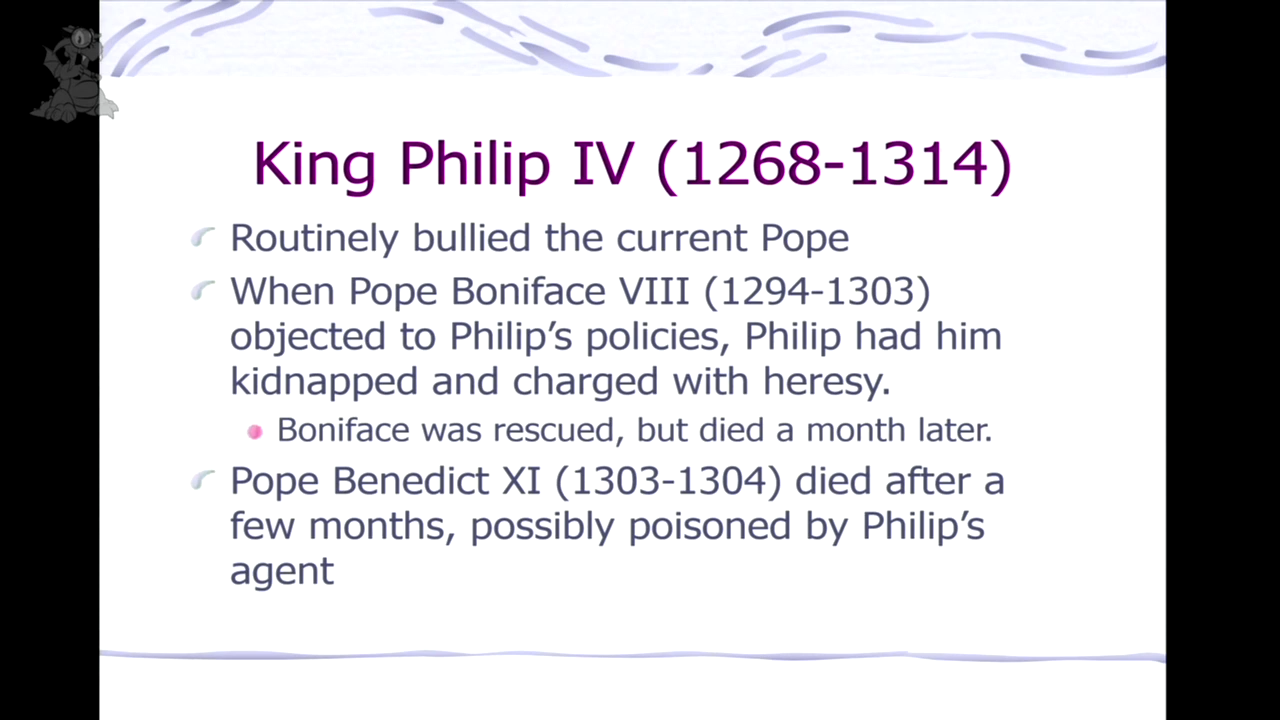 King Philip IV (1268-1314)
Routinely bullied the current Pope
When Pope Boniface VIII (1294-1303)
objected to Philip’s policies, Philip had him
kidnapped and charged with heresy.
Boniface was rescued, but died a month later.
Pope Benedict XI (1303-1304) died after a
few months, possibly poisoned by Philip’s
agent